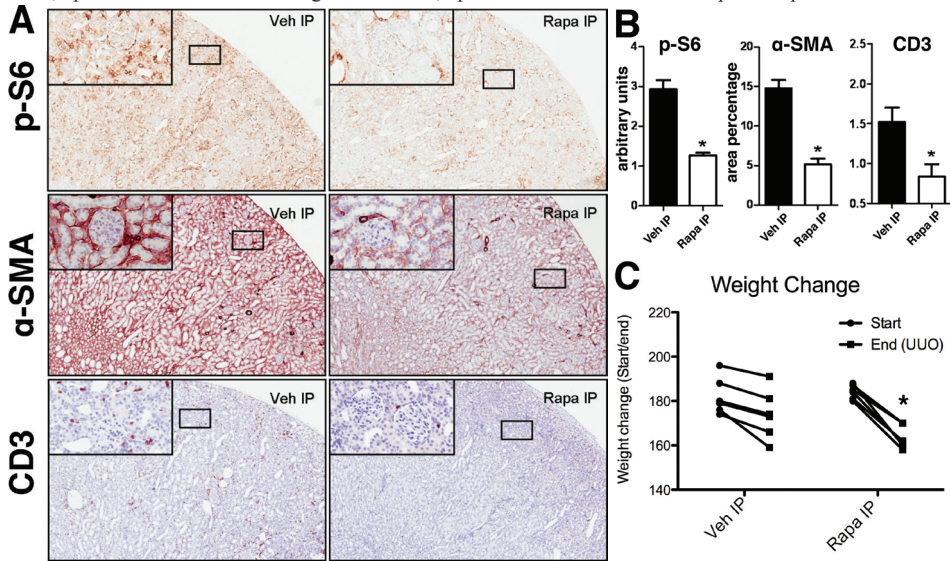 A
p-S6
Veh IP
Rapa IP
α-SMA
Veh IP
Rapa IP
CD3
Veh IP
Rapa IP
B
p-S6
arbitrary units
4
3
2
1
0
Veh IP
Rapa IP
*
α-SMA
area percentage
20
15
10
5
0
Veh IP
Rapa IP
*
CD3
2.5
2.0
1.5
1.0
0.5
Veh IP
Rapa IP
*
C
Weight Change
Weight change (Start/end)
220
200
180
160
140
Start
End (UUO)
*
Veh IP
Rapa IP